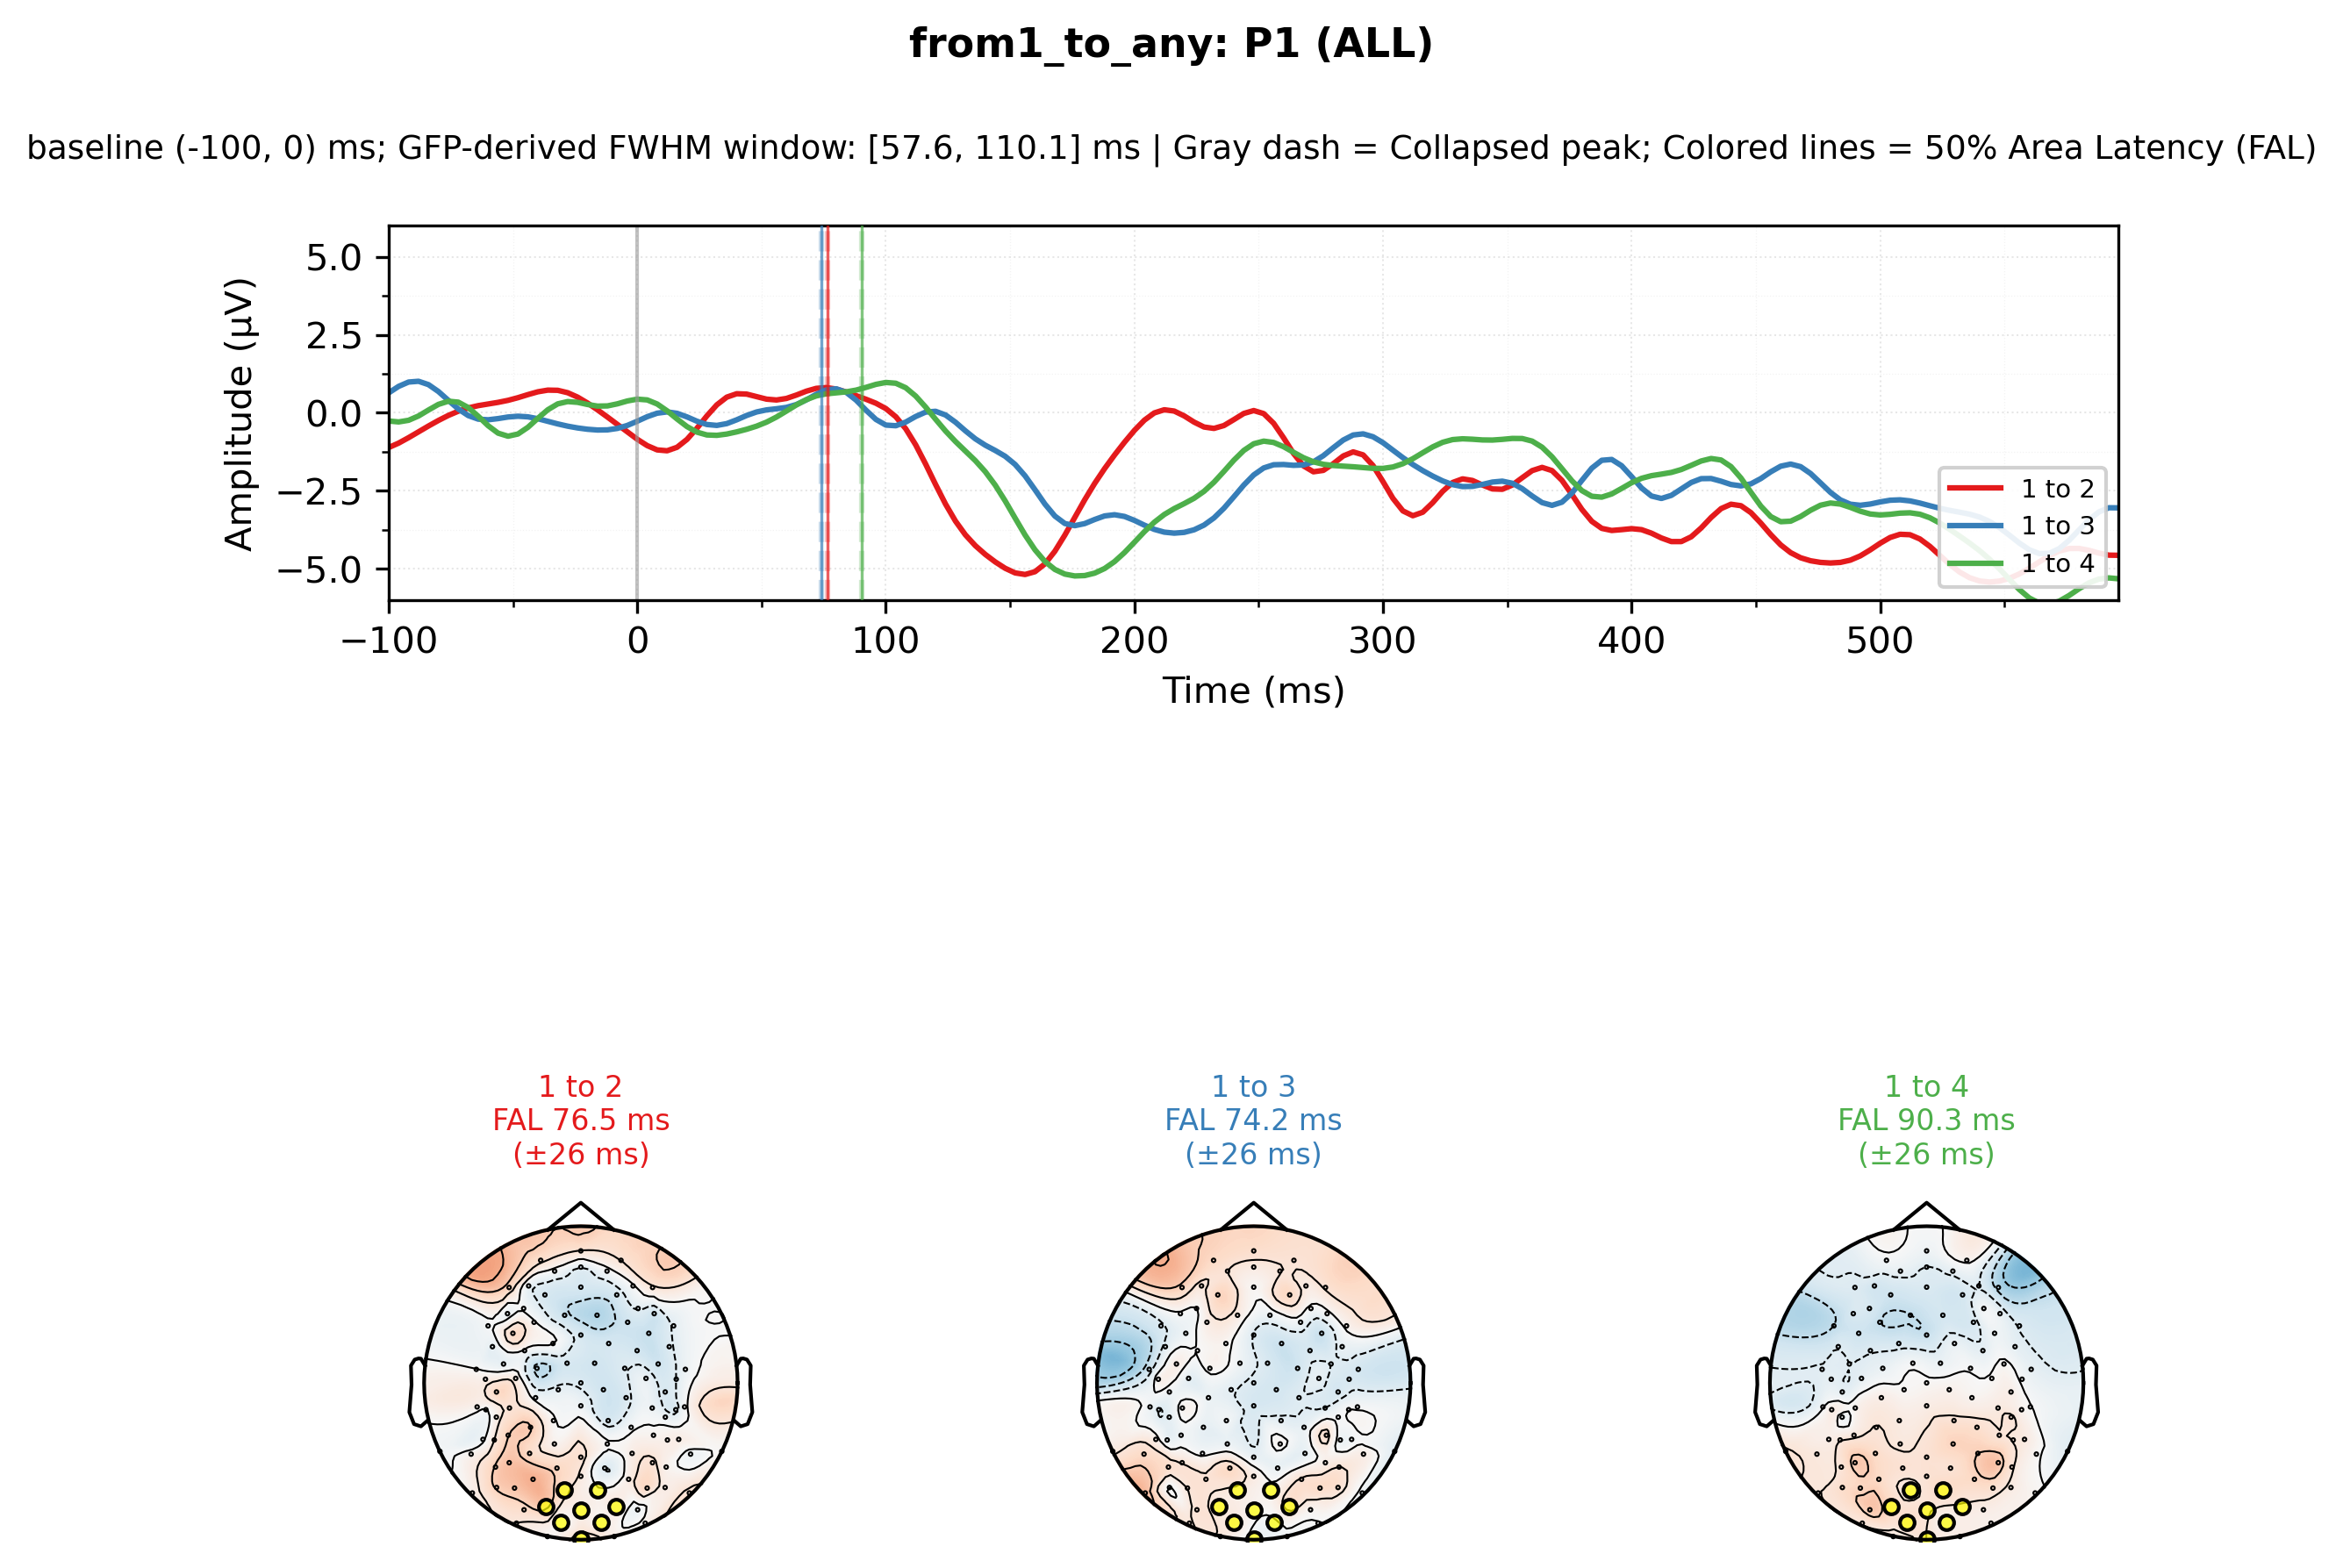 from1_to_any: P1 (ALL)
baseline (-100, 0) ms; GFP-derived FWHM window: [57.6, 110.1] ms | Gray dash = Collapsed peak; Colored lines = 50% Area Latency (FAL)
Amplitude (µV)
5.0
2.5
0.0
−2.5
−5.0
1 to 2
1 to 3
1 to 4
−100 0 100 200 300 400 500
Time (ms)
1 to 2
FAL 76.5 ms
(±26 ms)
1 to 3
FAL 74.2 ms
(±26 ms)
1 to 4
FAL 90.3 ms
(±26 ms)